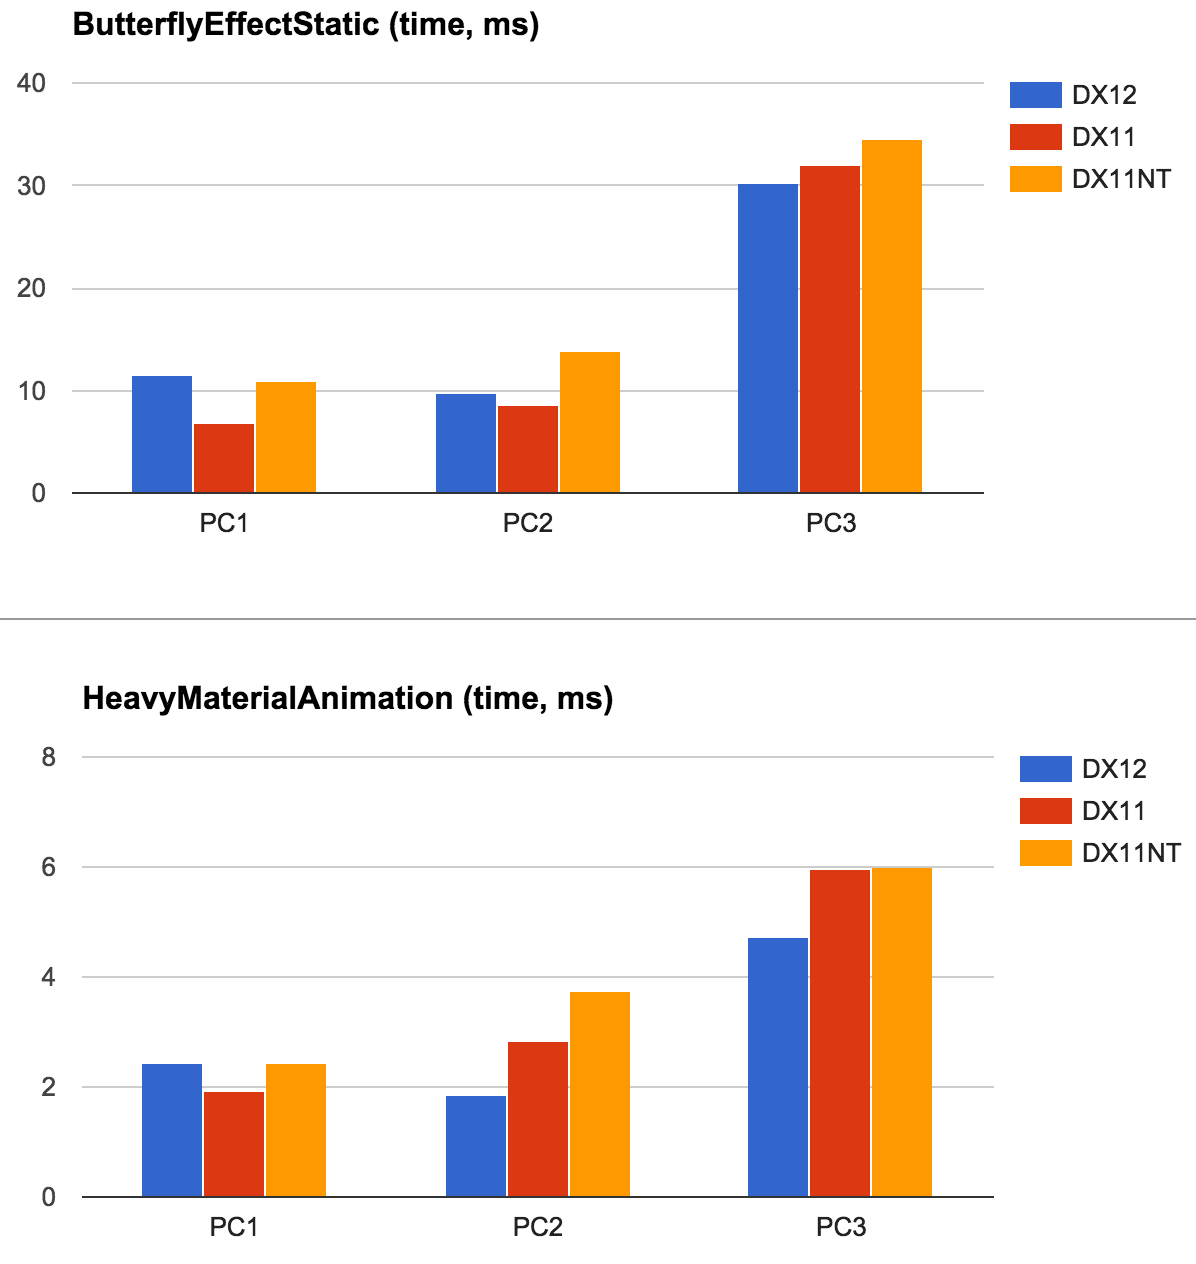 ButterflyEffectStatic (time, ms)
40
30
20
10
0
PC1 PC2 PC3
DX12
DX11
DX11NT
HeavyMaterialAnimation (time, ms)
8
6
4
2
0
PC1 PC2 PC3
DX12
DX11
DX11NT